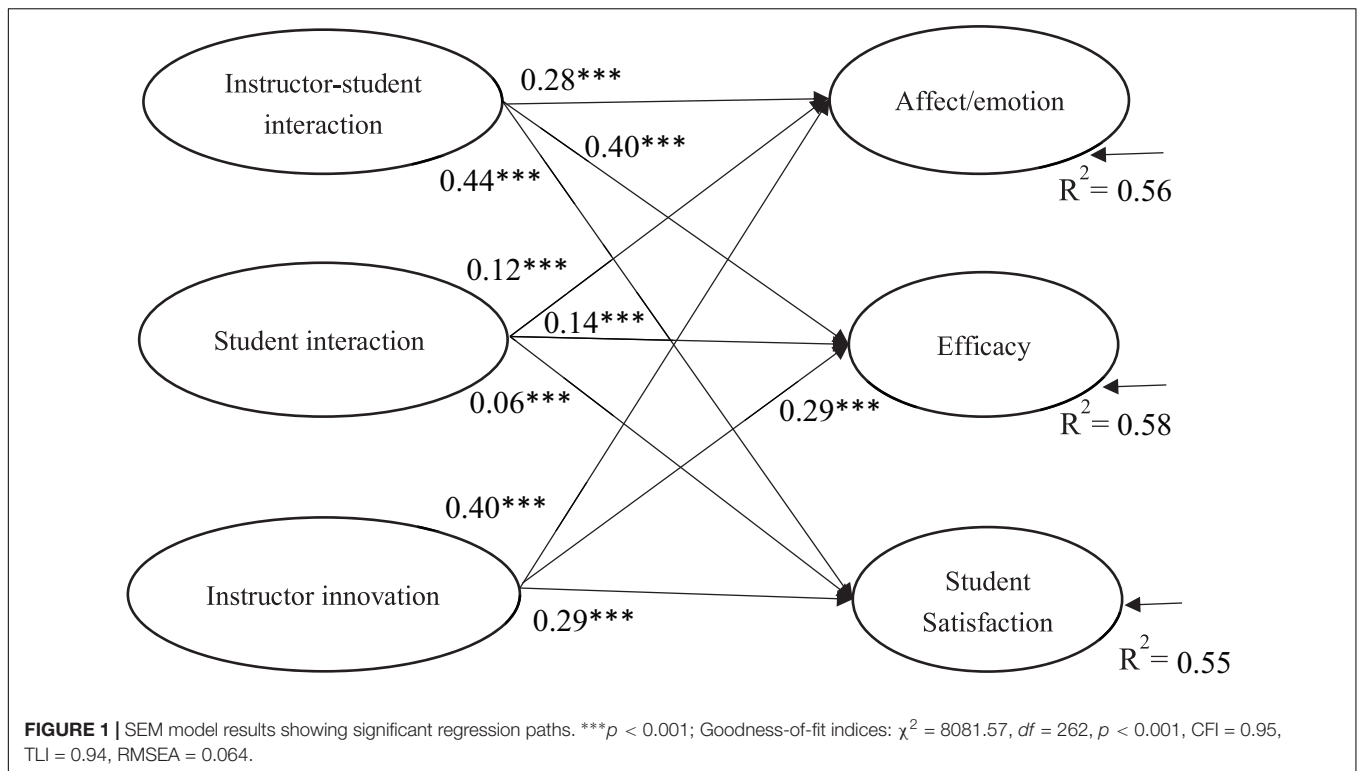 Instructor-student
interaction
0.28***
Affect/emotion
0.40***
0.44***
R² = 0.56
Student interaction
0.12***
0.14***
0.06***
Efficacy
0.29***
R² = 0.58
Instructor innovation
0.40***
0.29***
Student
Satisfaction
R² = 0.55
FIGURE 1 | SEM model results showing significant regression paths. ***p < 0.001; Goodness-of-fit indices: χ² = 8081.57, df = 262, p < 0.001, CFI = 0.95,
TLI = 0.94, RMSEA = 0.064.